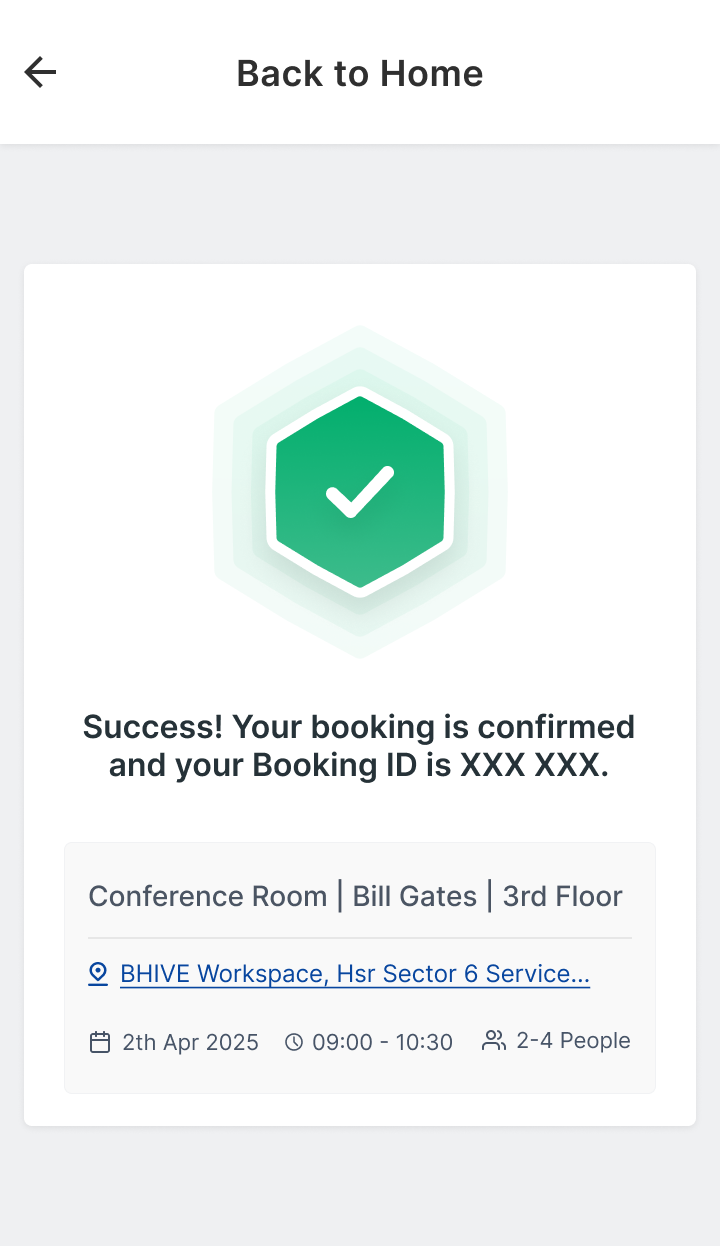 Back to Home
Success! Your booking is confirmed
and your Booking ID is XXX XXX.
Conference Room | Bill Gates | 3rd Floor
BHIVE Workspace, Hsr Sector 6 Service...
2th Apr 2025 09:00 - 10:30 2-4 People